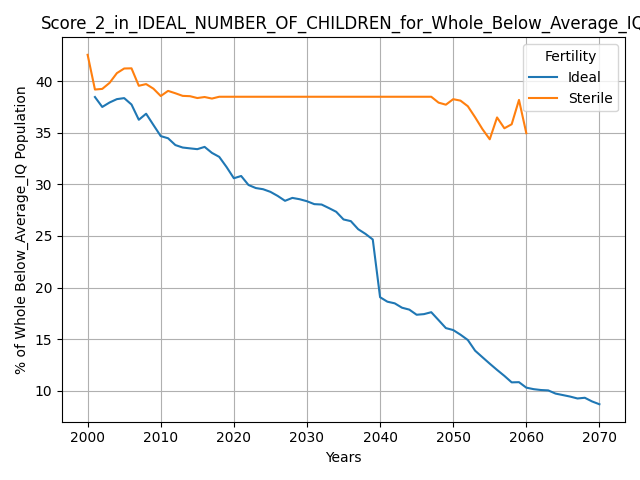 Score_2_in_IDEAL_NUMBER_OF_CHILDREN_for_Whole_Below_Average_IQ
Fertility
Ideal
Sterile
% of Whole Below_Average_IQ Population
40
35
30
25
20
15
10
2000 2010 2020 2030 2040 2050 2060 2070
Years